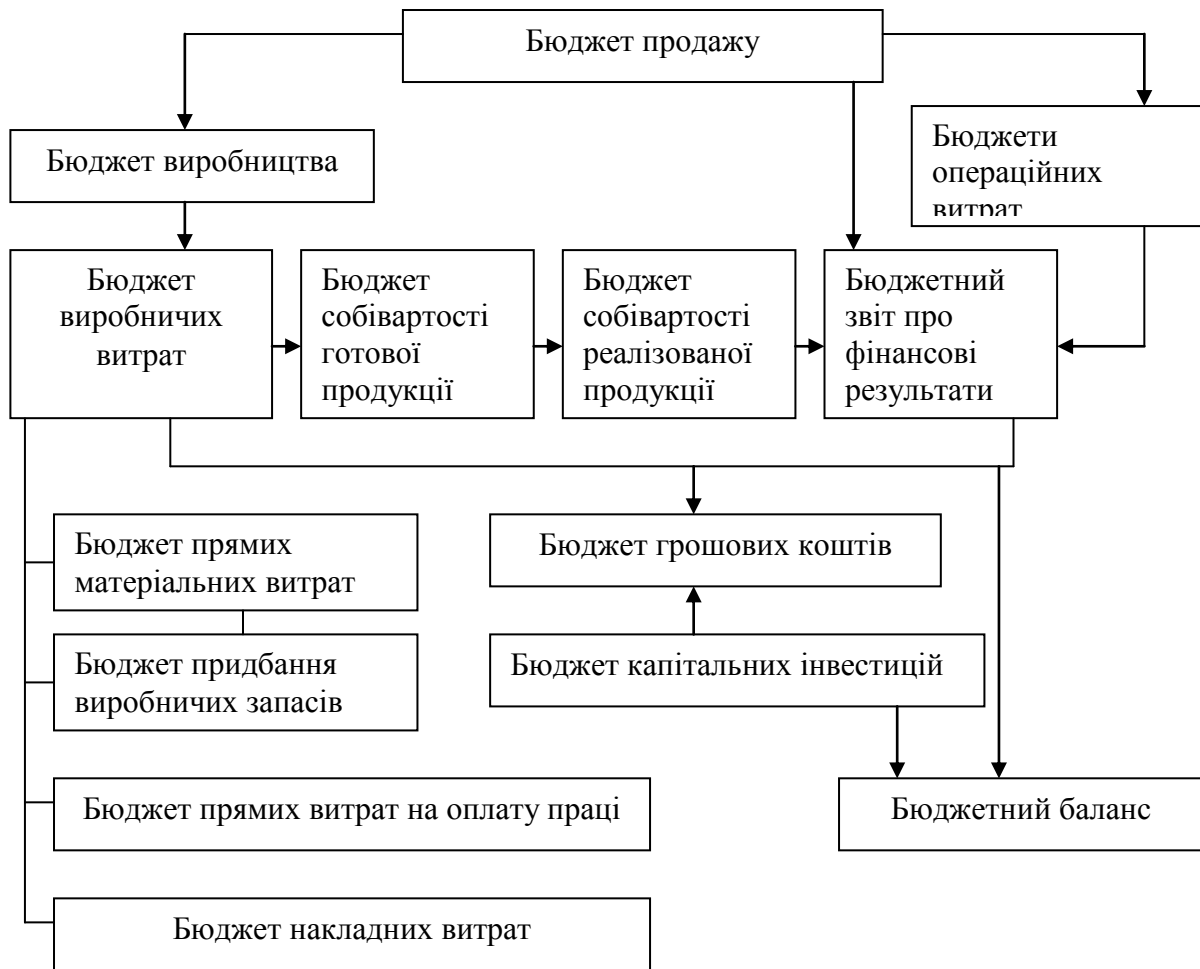 Бюджет продажу
Бюджет виробництва
Бюджети
операційних
витрат
Бюджет
виробничих
витрат
Бюджет
собівартості
готової
продукції
Бюджет
собівартості
реалізованої
продукції
Бюджетний
звіт про
фінансові
результати
Бюджет прямих
матеріальних витрат
Бюджет грошових коштів
Бюджет придбання
виробничих запасів
Бюджет капітальних інвестицій
Бюджет прямих витрат на оплату праці
Бюджетний баланс
Бюджет накладних витрат